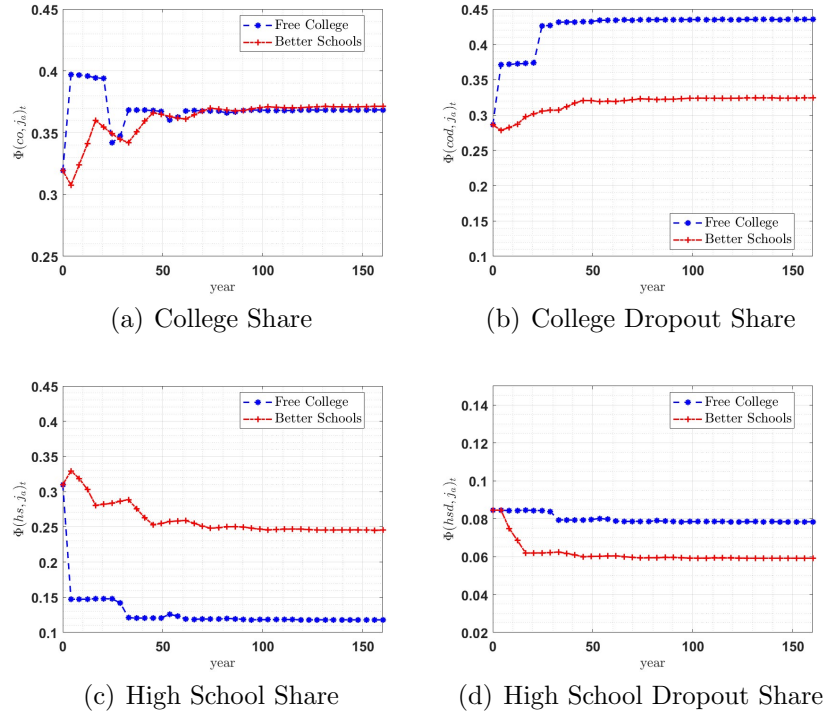 0.45
0.4
0.35
0.3
0.25
Φ(co, j_a)_t
Free College
Better Schools
0 50 100 150
year
(a) College Share
0.45
0.4
0.35
0.3
0.25
0.2
0.15
0.1
Φ(cod, j_a)_t
Free College
Better Schools
0 50 100 150
year
(b) College Dropout Share
0.45
0.4
0.35
0.3
0.25
0.2
0.15
0.1
Φ(hs, j_a)_t
Free College
Better Schools
0 50 100 150
year
(c) High School Share
0.14
0.12
0.1
0.08
0.06
0.04
0.02
Φ(hsd, j_a)_t
Free College
Better Schools
0 50 100 150
year
(d) High School Dropout Share